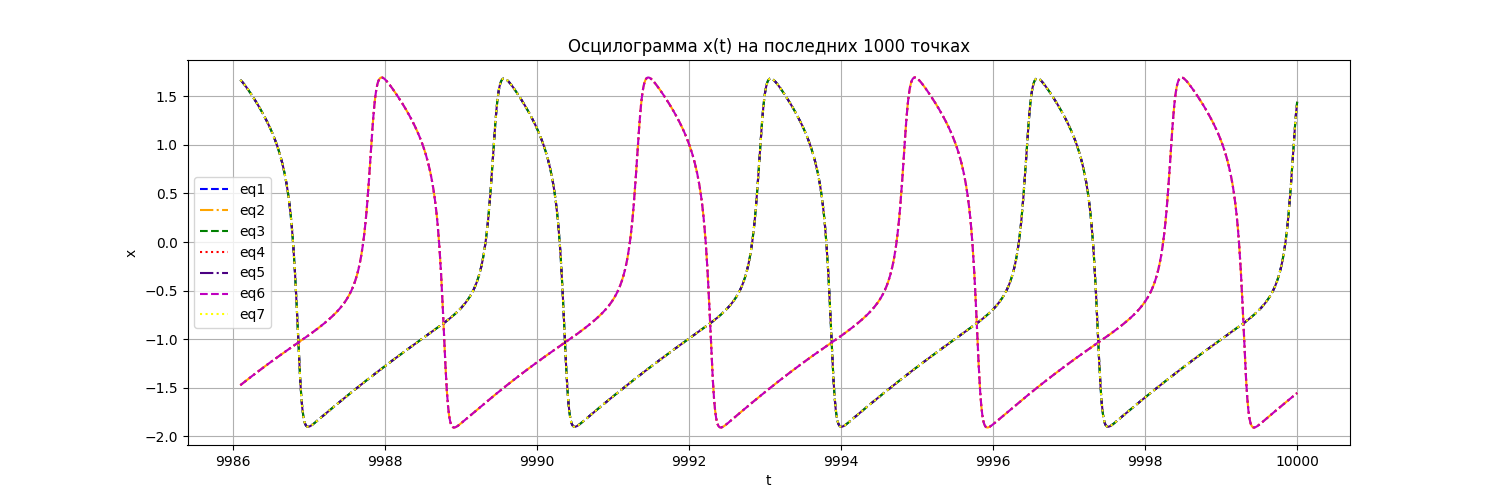 Осцилограмма x(t) на последних 1000 точках
x
1.5
1.0
0.5
0.0
−0.5
−1.0
−1.5
−2.0
eq1
eq2
eq3
eq4
eq5
eq6
eq7
9986 9988 9990 9992 9994 9996 9998 10000
t